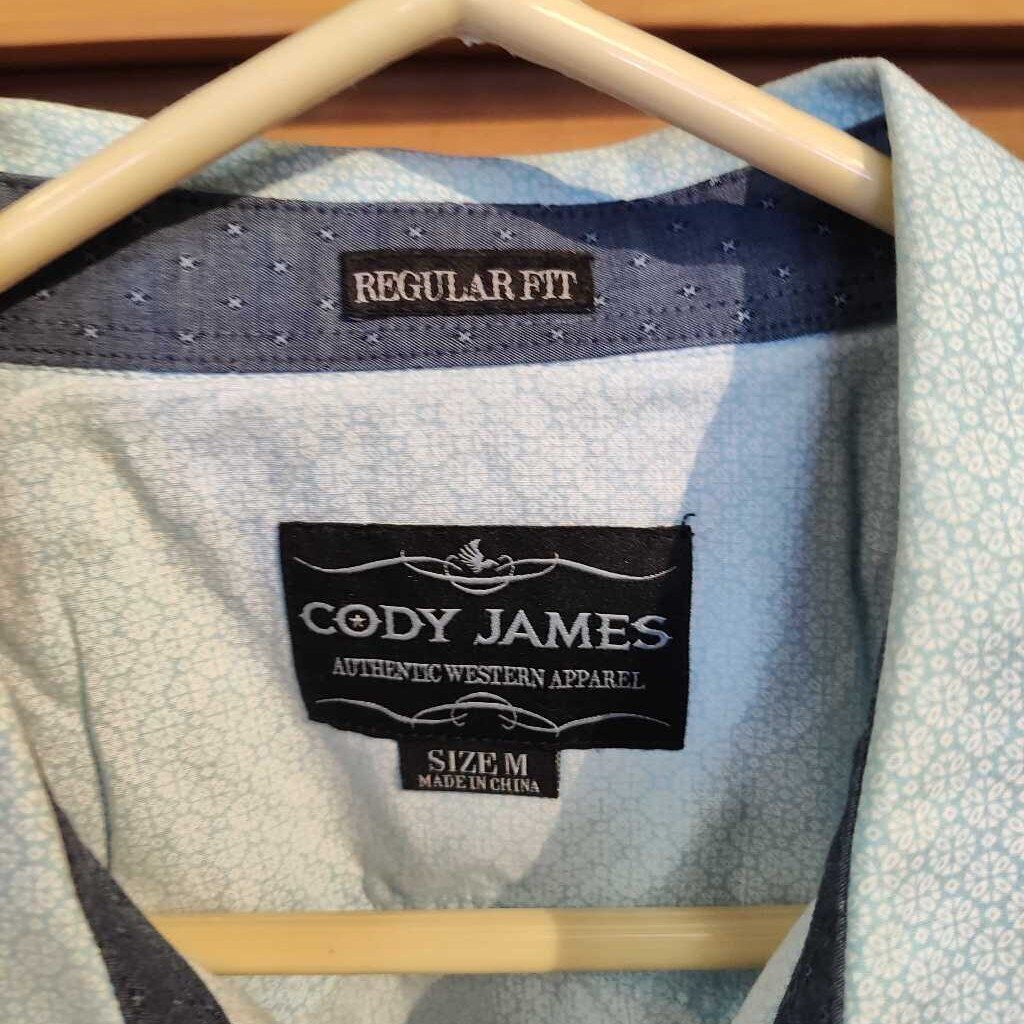 REGULAR FIT
CODY JAMES
AUTHENTIC WESTERN APPAREL
SIZE M
MADE IN CHINA